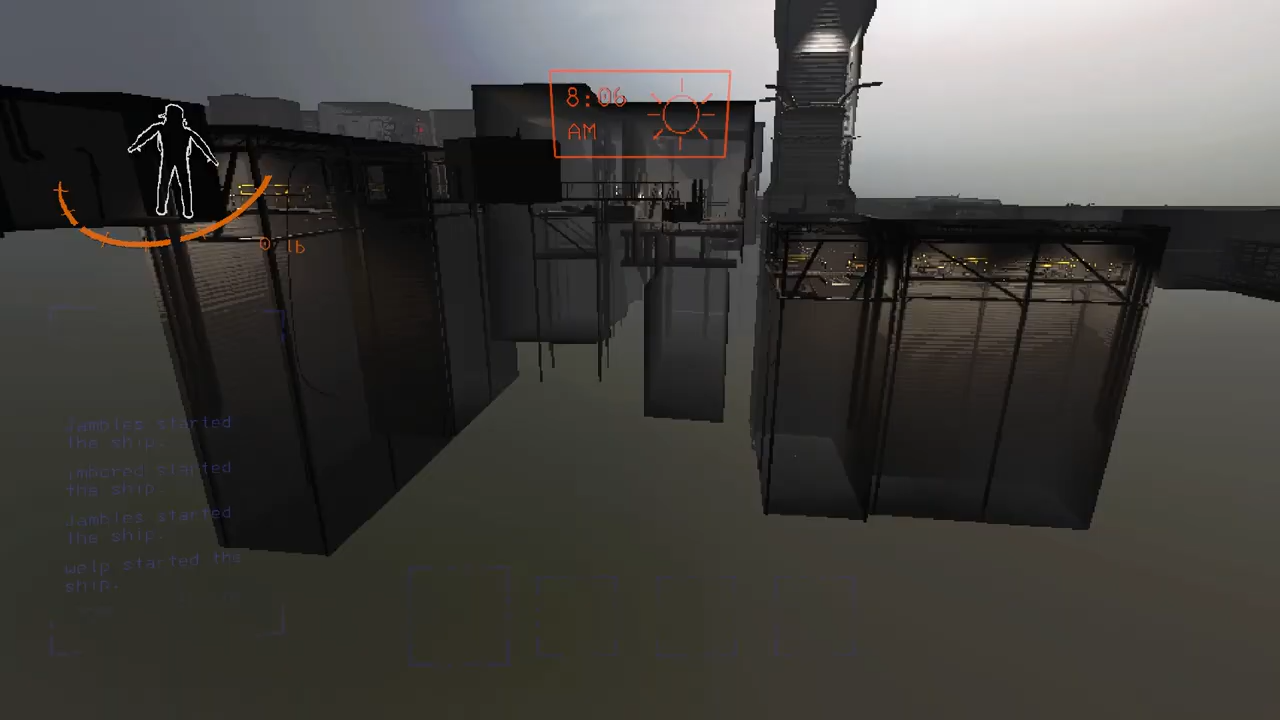 8:06
AM
0 lb
Jambles started
the ship.
started
the ship.
Jambles started
the ship.
welp started the
ship.